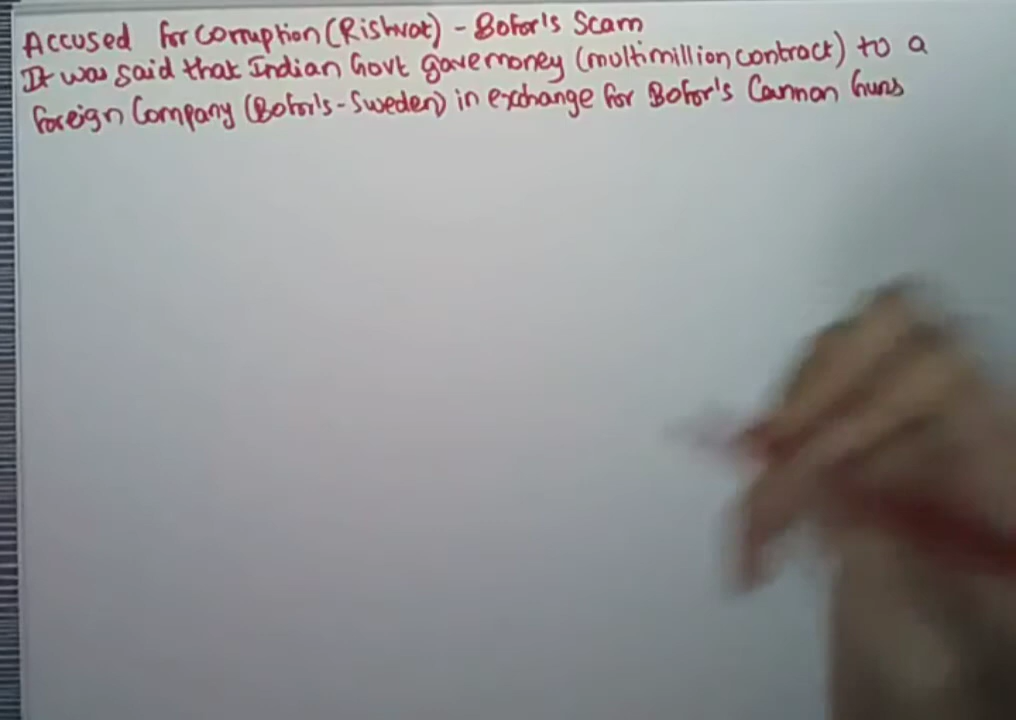 Accused for corruption (Rishvat) - Bofor's Scam
It was said that Indian Govt gave money (multimillion contract) to a
foreign Company (Bofor's-Sweden) in exchange for Bofor's Cannon Guns